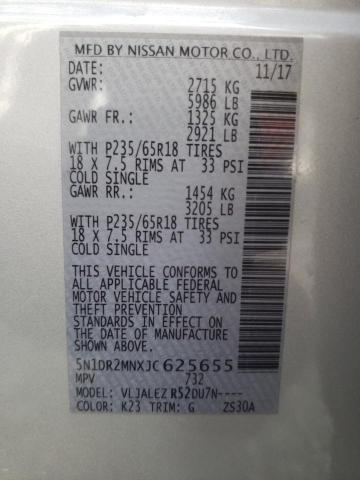 MFD BY NISSAN MOTOR CO., LTD.
DATE: 11/17
GVWR: 2715 KG
5986 LB
GAWR FR: 1325 KG
2921 LB
WITH P235/65R18 TIRES
18 X 7.5 RIMS AT 33 PSI
COLD SINGLE
GAWR RR: 1454 KG
3205 LB
WITH P235/65R18 TIRES
18 X 7.5 RIMS AT 33 PSI
COLD SINGLE
THIS VEHICLE CONFORMS TO
ALL APPLICABLE FEDERAL
MOTOR VEHICLE SAFETY AND
THEFT PREVENTION
STANDARDS IN EFFECT ON
THE DATE OF MANUFACTURE
SHOWN ABOVE.
5N1DR2MNXJC625655
MPV 732
MODEL: VLJALEZ R52DU7N----
COLOR: K23 TRIM: G ZS30A